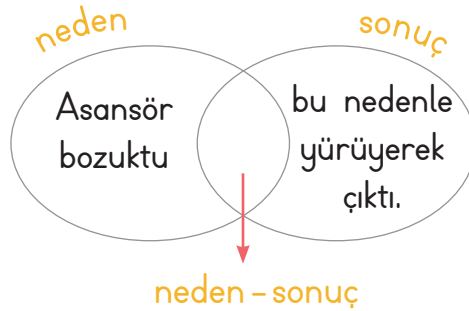 neden
sonuç
Asansör
bozuktu
bu nedenle
yürüyerek
çıktı.
neden – sonuç